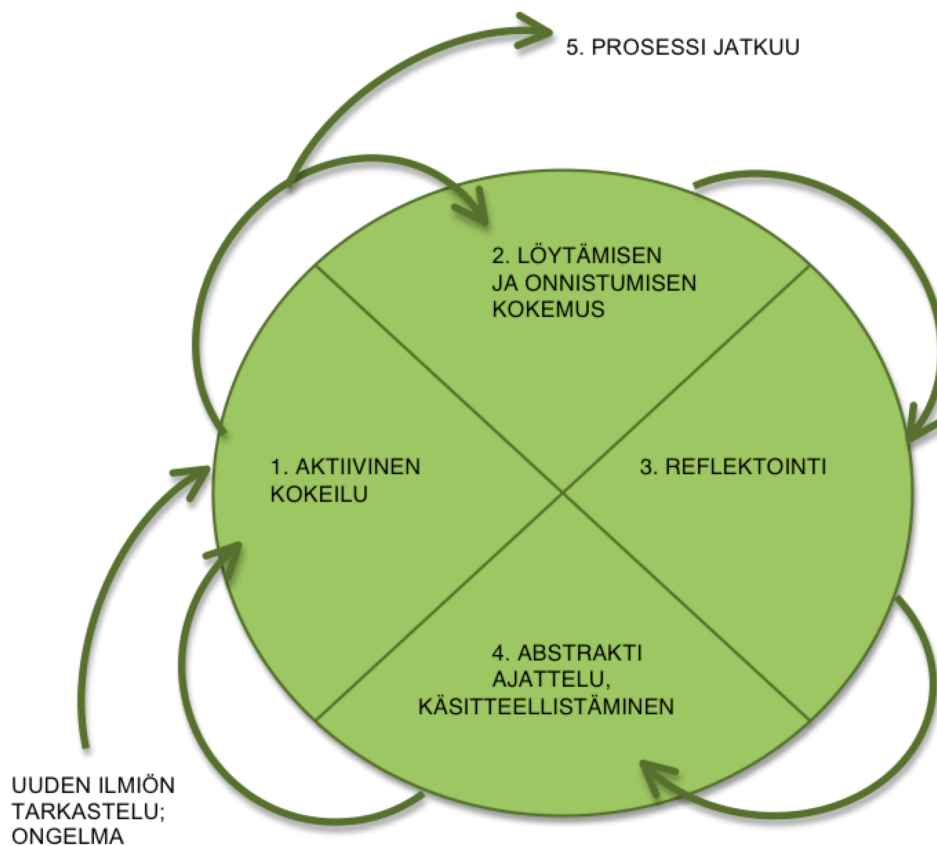 5. PROSESSI JATKUU
2. LÖYTÄMISEN
JA ONNISTUMISEN
KOKEMUS
1. AKTIIVINEN
KOKEILU
3. REFLEKTOINTI
4. ABSTRAKTI
AJATTELU,
KÄSITTEELLISTÄMINEN
UUDEN ILMIÖN
TARKASTELU;
ONGELMA